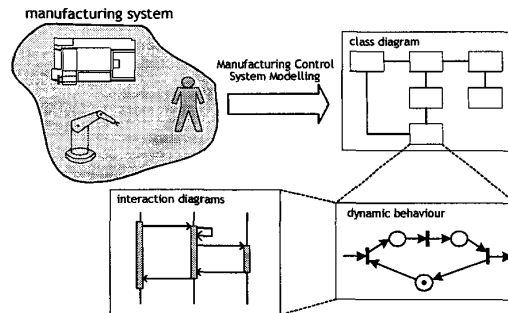 manufacturing system
Manufacturing Control
System Modelling
class diagram
interaction diagrams
dynamic behaviour